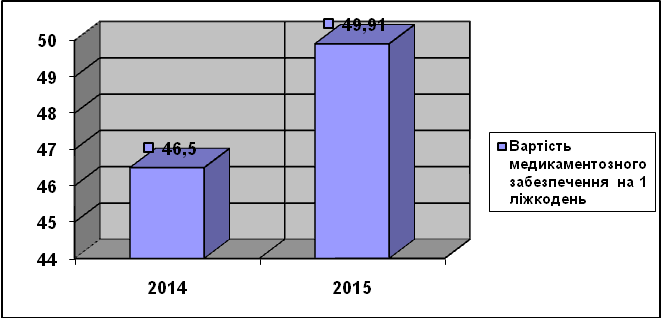 50
49
48
47
46
45
44
46,5
49,91
2014
2015
Вартість
медикаментозного
забезпечення на 1
ліжкодень